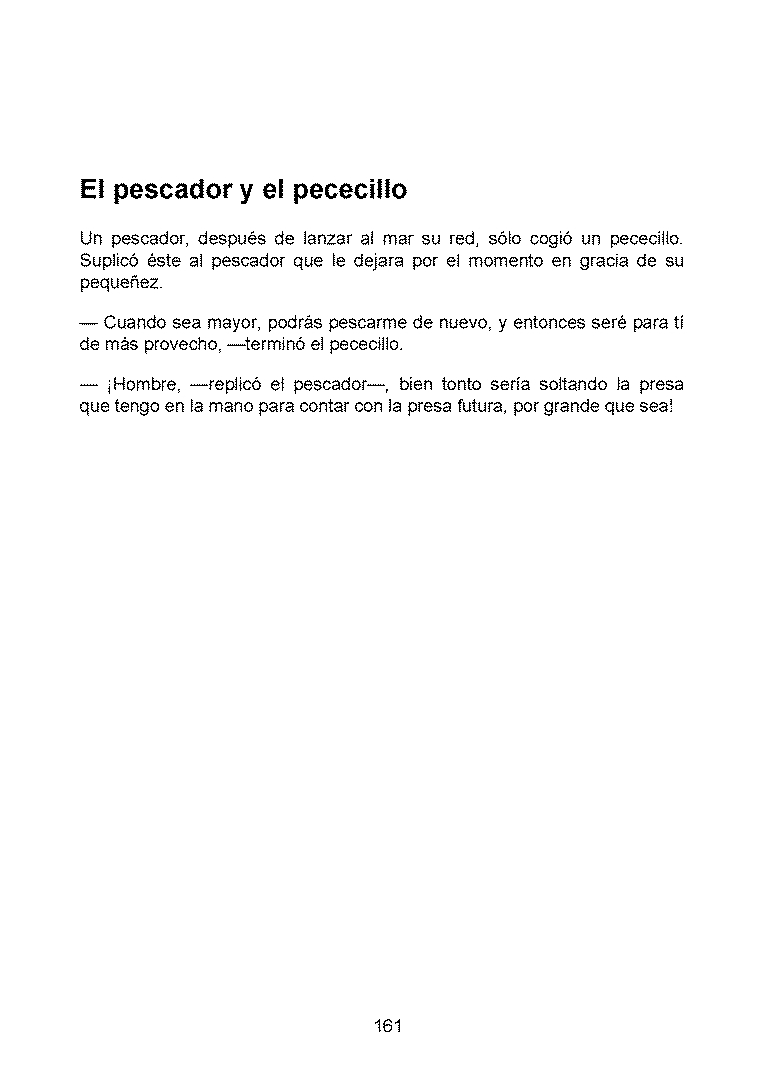 El pescador y el pececillo
Un pescador, después de lanzar al mar su red, sólo cogió un pececillo.
Suplicó éste al pescador que le dejara por el momento en gracia de su
pequeñez.
— Cuando sea mayor, podrás pescarme de nuevo, y entonces seré para tí
de más provecho, —terminó el pececillo.
— ¡Hombre, —replicó el pescador—, bien tonto sería soltando la presa
que tengo en la mano para contar con la presa futura, por grande que sea!
161